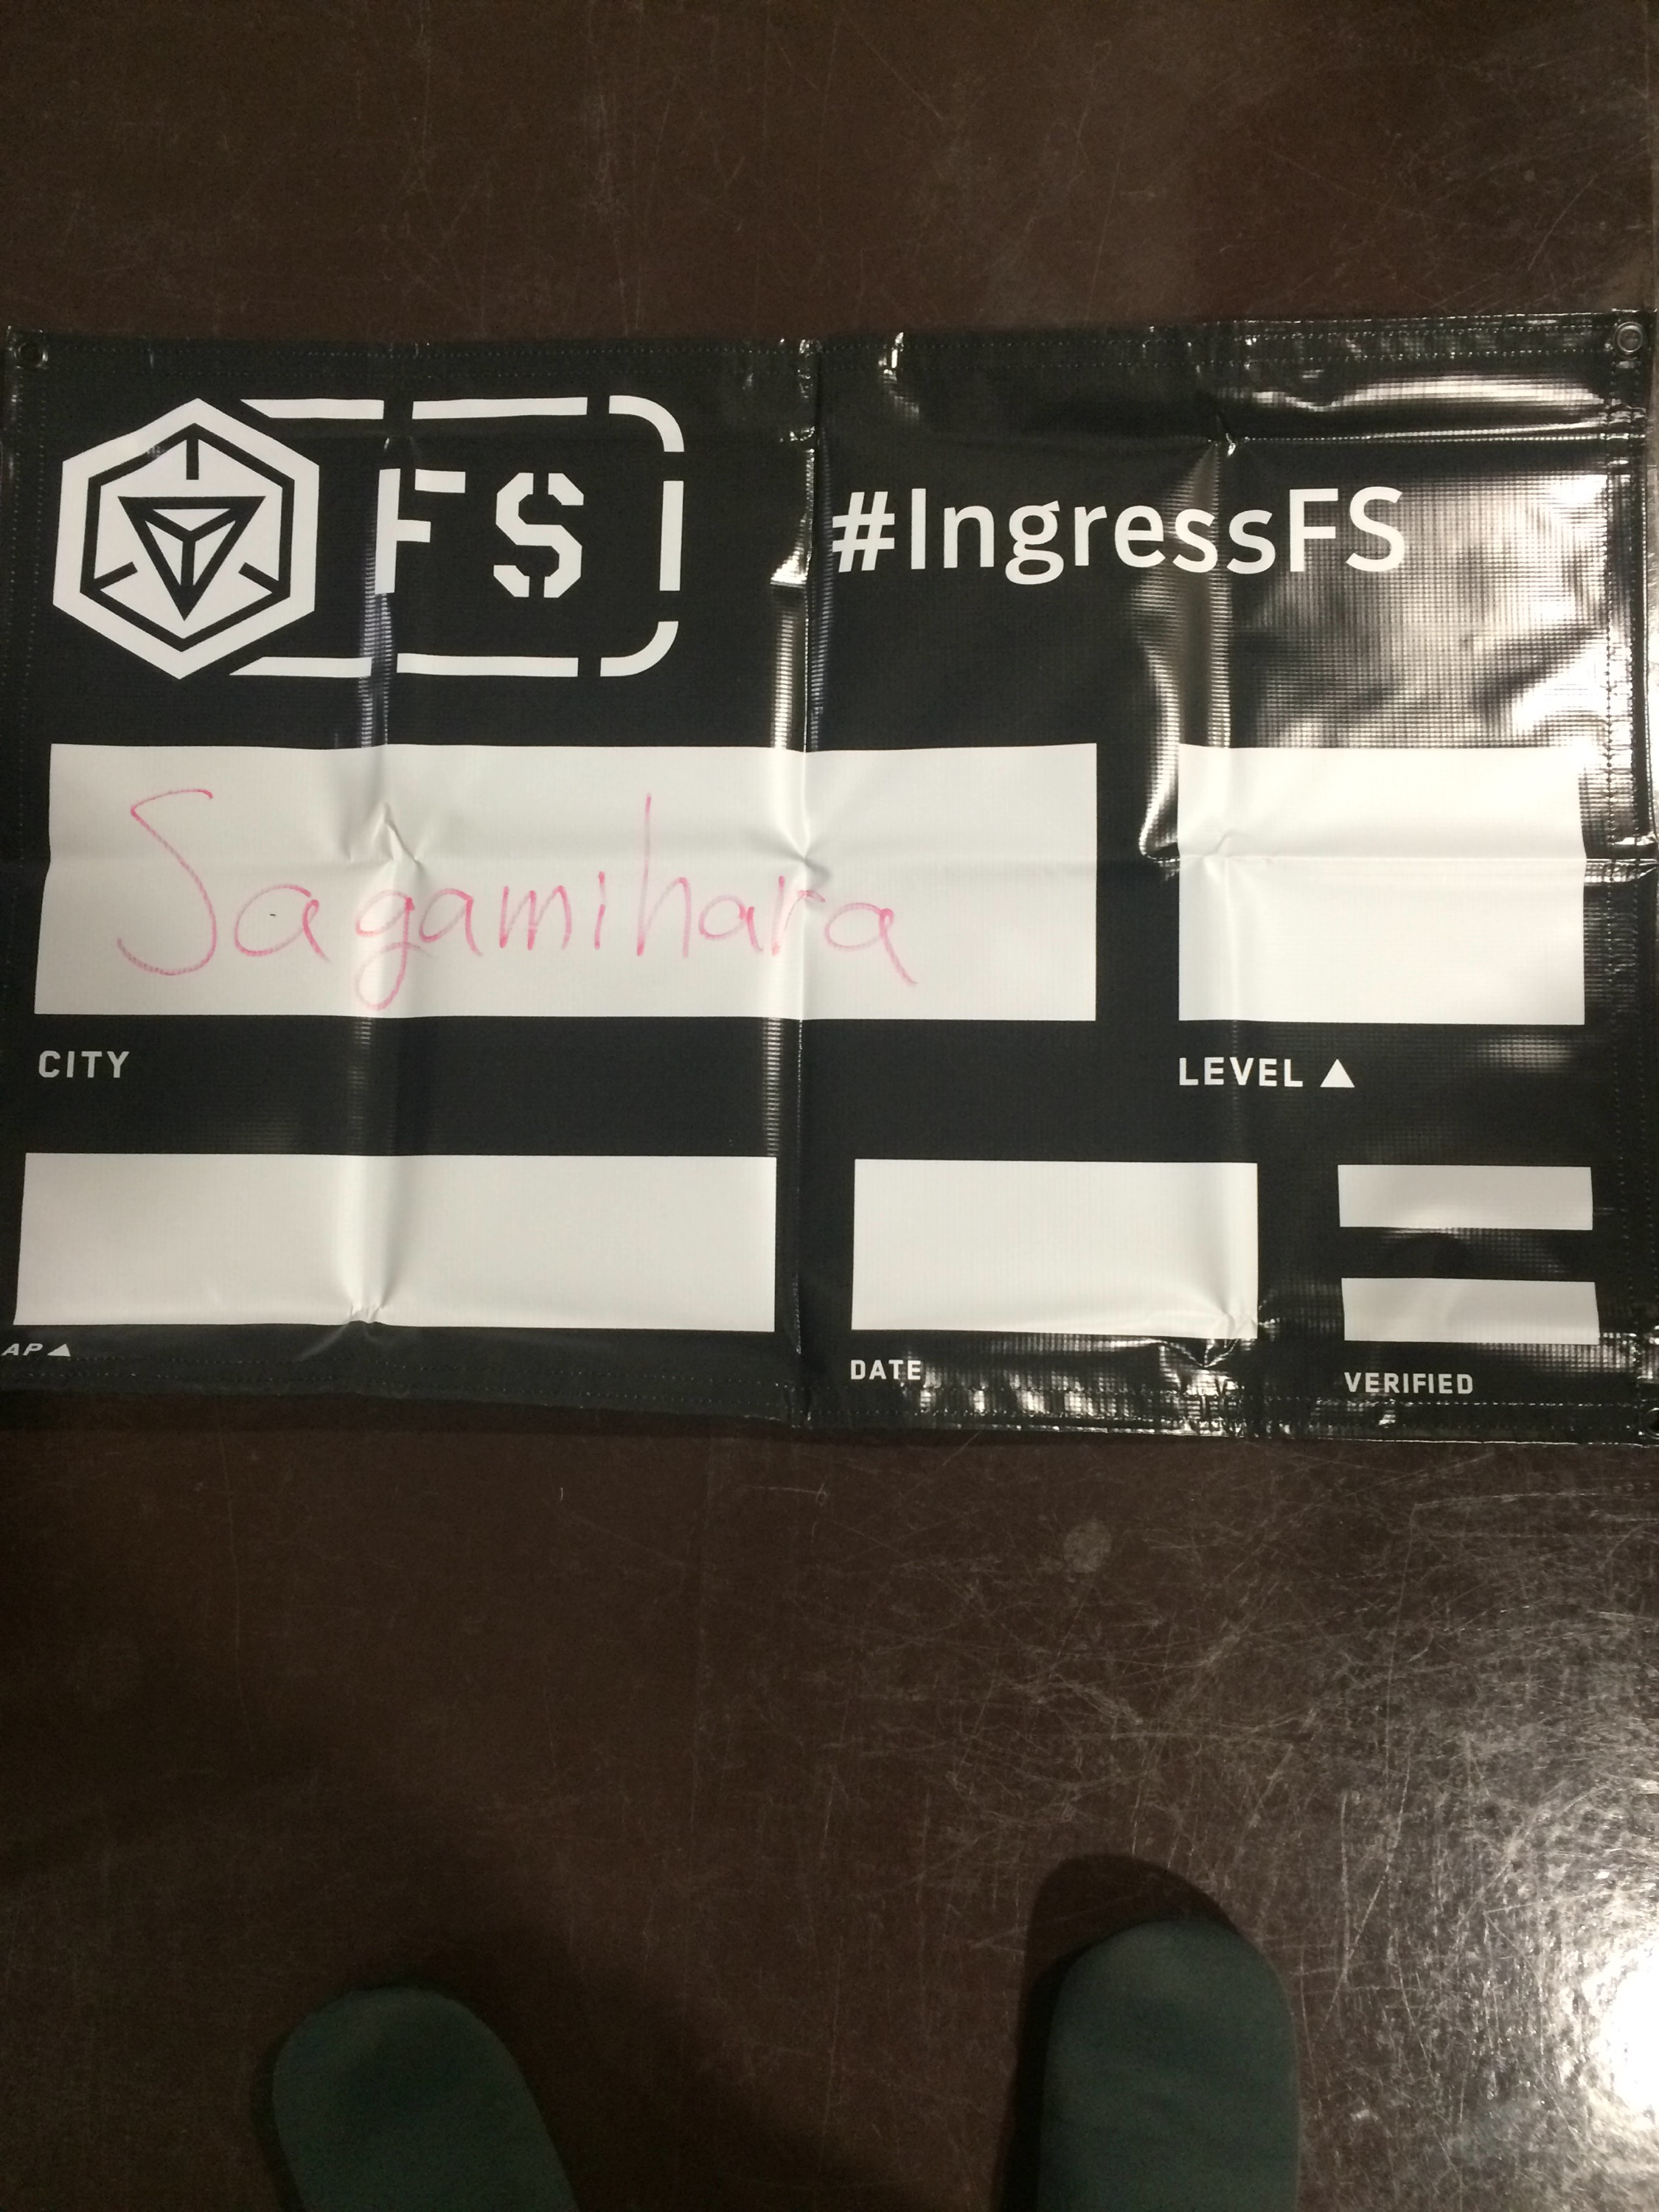 FS
#IngressFS
Sagamihara
CITY
LEVEL ▲
AP ▲
DATE
VERIFIED